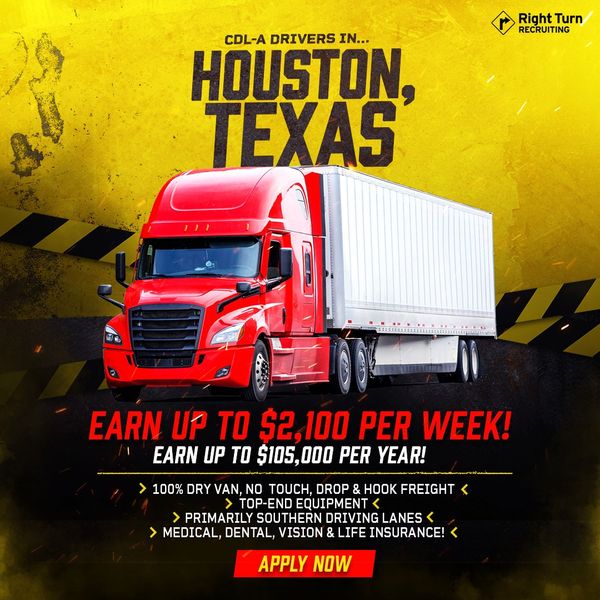 CDL-A DRIVERS IN...
Right Turn
RECRUITING
HOUSTON,
TEXAS
EARN UP TO $2,100 PER WEEK!
EARN UP TO $105,000 PER YEAR!
> 100% DRY VAN, NO TOUCH, DROP & HOOK FREIGHT <
> TOP-END EQUIPMENT <
> PRIMARILY SOUTHERN DRIVING LANES <
> MEDICAL, DENTAL, VISION & LIFE INSURANCE! <
APPLY NOW